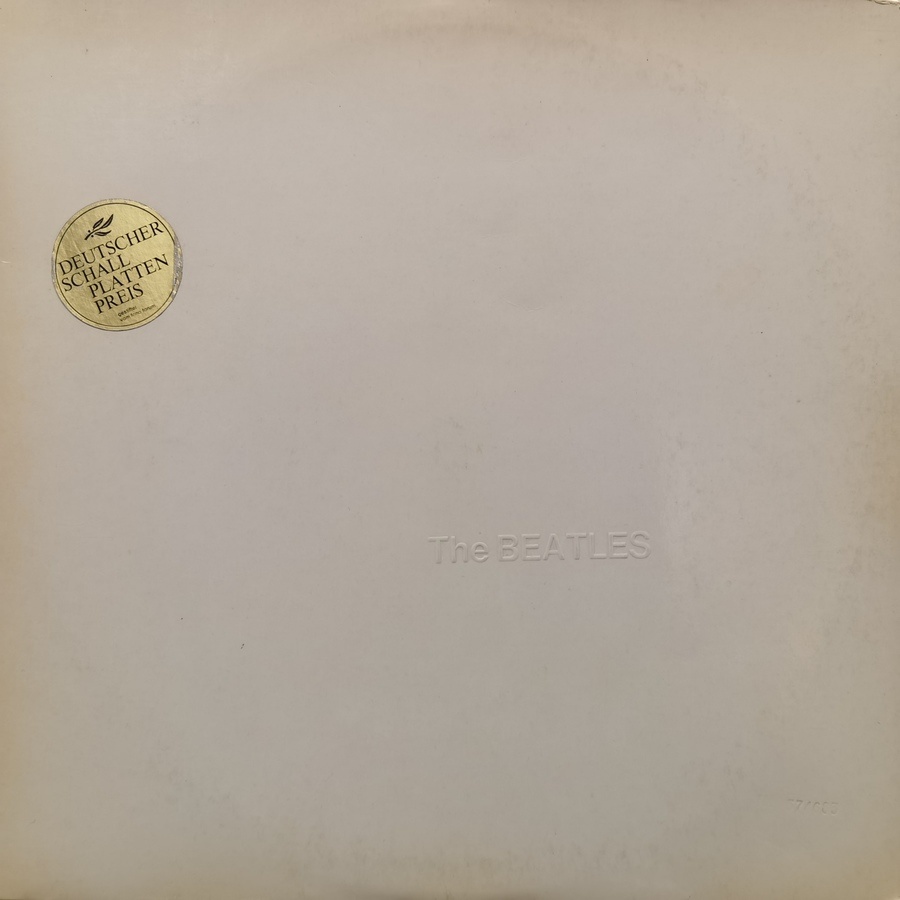 DEUTSCHER
SCHALL
PLATTEN
PREIS
The BEATLES